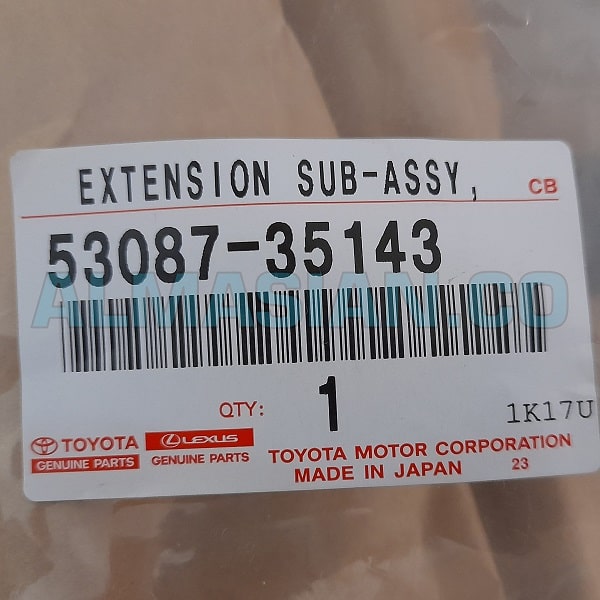 EXTENSION SUB-ASSY,
CB
53087-35143
ALMASIAN.CO
QTY: 1
1K17U
TOYOTA
GENUINE PARTS
LEXUS
GENUINE PARTS
TOYOTA MOTOR CORPORATION
MADE IN JAPAN 23